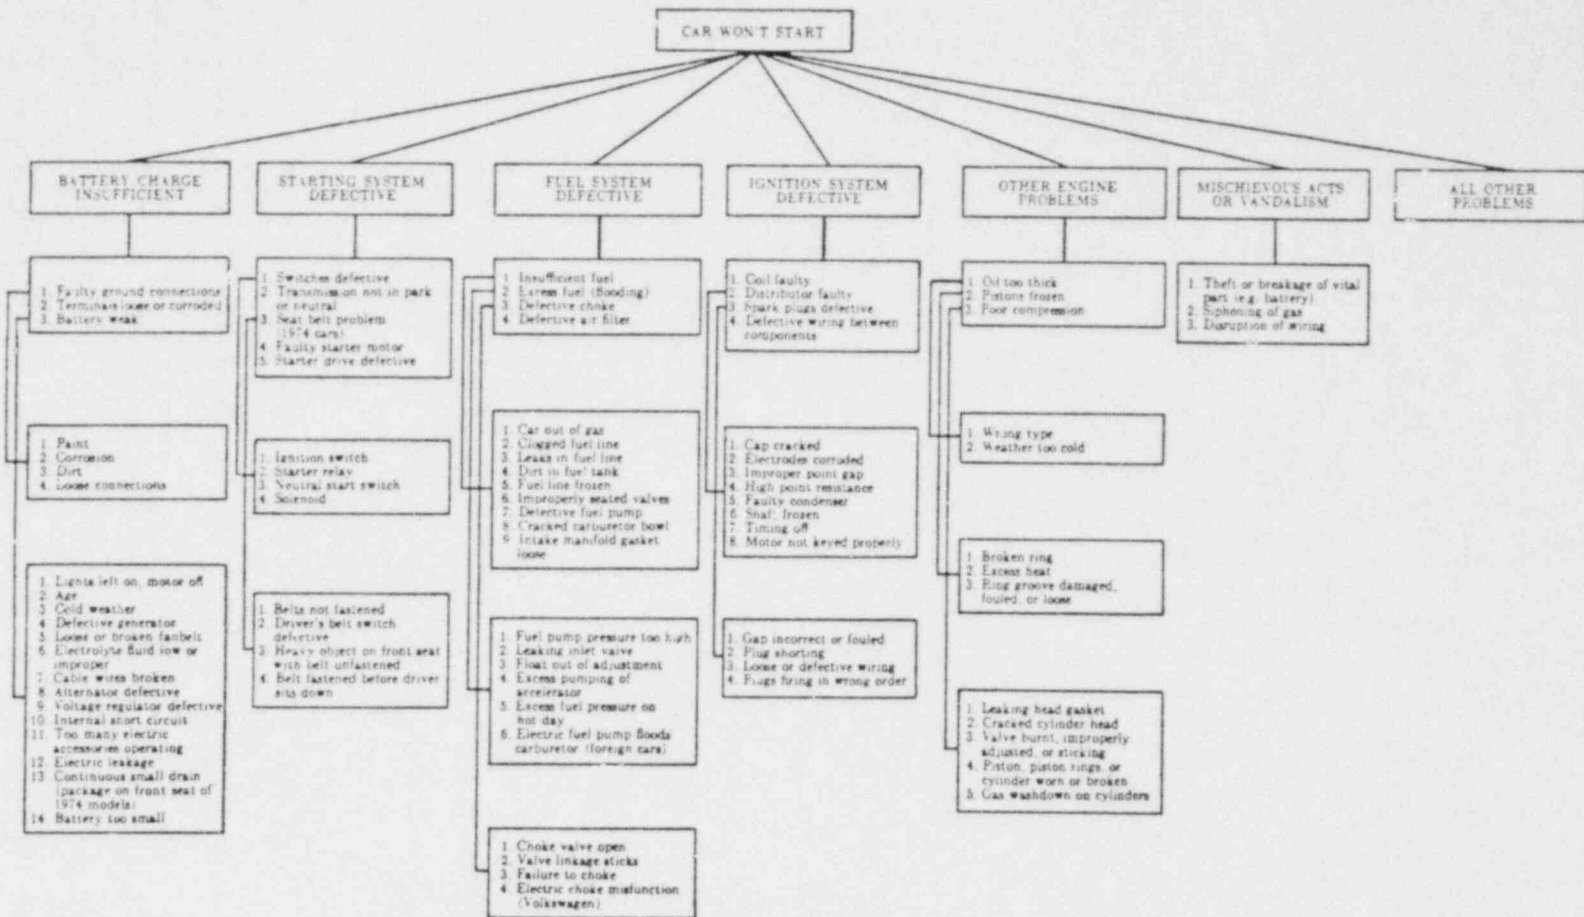 CAR WON'T START
BATTERY CHARGE
INSUFFICIENT
1. Faulty ground connections
2. Terminals loose or corroded
3. Battery weak
1. Paint
2. Corrosion
3. Dirt
4. Loose connections
1. Lights left on, motor off
2. Age
3. Cold weather
4. Defective generator
5. Loose or broken fanbelt
6. Electrolyte fluid low or
improper
7. Cable wires broken
8. Alternator defective
9. Voltage regulator defective
10. Internal short circuit
11. Too many electric
accessories operating
12. Electric leakage
13. Continuous small drain
(package on front seat of
1974 models)
14. Battery too small
STARTING SYSTEM
DEFECTIVE
1. Switches defective
2. Transmission not in park
or neutral
3. Seat belt problem
(1974 cars)
4. Faulty starter motor
5. Starter drive defective
1. Ignition switch
2. Starter relay
3. Neutral start switch
4. Solenoid
1. Belts not fastened
2. Driver's belt switch
defective
3. Heavy object on front seat
with belt unfastened
4. Belt fastened before driver
sits down
FUEL SYSTEM
DEFECTIVE
1. Insufficient fuel
2. Excess fuel (flooding)
3. Defective choke
4. Defective air filter
1. Car out of gas
2. Clogged fuel line
3. Leaks in fuel line
4. Dirt in fuel tank
5. Fuel line frozen
6. Improperly seated valves
7. Defective fuel pump
8. Cracked carburetor bowl
9. Intake manifold gasket
loose
1. Fuel pump pressure too high
2. Leaking inlet valve
3. Float out of adjustment
4. Excess pumping of
accelerator
5. Excess fuel pressure on
hot day
6. Electric fuel pump floods
carburetor (foreign cars)
1. Choke valve open
2. Valve linkage sticks
3. Failure to choke
4. Electric choke misfunction
(Volkswagen)
IGNITION SYSTEM
DEFECTIVE
1. Coil faulty
2. Distributor faulty
3. Spark plugs defective
4. Defective wiring between
components
1. Cap cracked
2. Electrodes corroded
3. Improper point gap
4. High point resistance
5. Faulty condenser
6. Shaft frozen
7. Timing off
8. Motor not keyed properly
1. Gap incorrect or fouled
2. Plug shorting
3. Loose or defective wiring
4. Plugs firing in wrong order
OTHER ENGINE
PROBLEMS
1. Oil too thick
2. Pistons frozen
3. Poor compression
1. Wrong type
2. Weather too cold
1. Broken ring
2. Excess heat
3. Ring groove damaged,
fouled, or loose
1. Leaking head gasket
2. Cracked cylinder head
3. Valve burnt, improperly
adjusted, or sticking
4. Piston, piston rings, or
cylinder worn or broken
5. Gas washdown on cylinders
MISCHIEVOUS ACTS
OR VANDALISM
1. Theft or breakage of vital
part (e.g. battery)
2. Siphoning of gas
3. Disruption of wiring
ALL OTHER
PROBLEMS